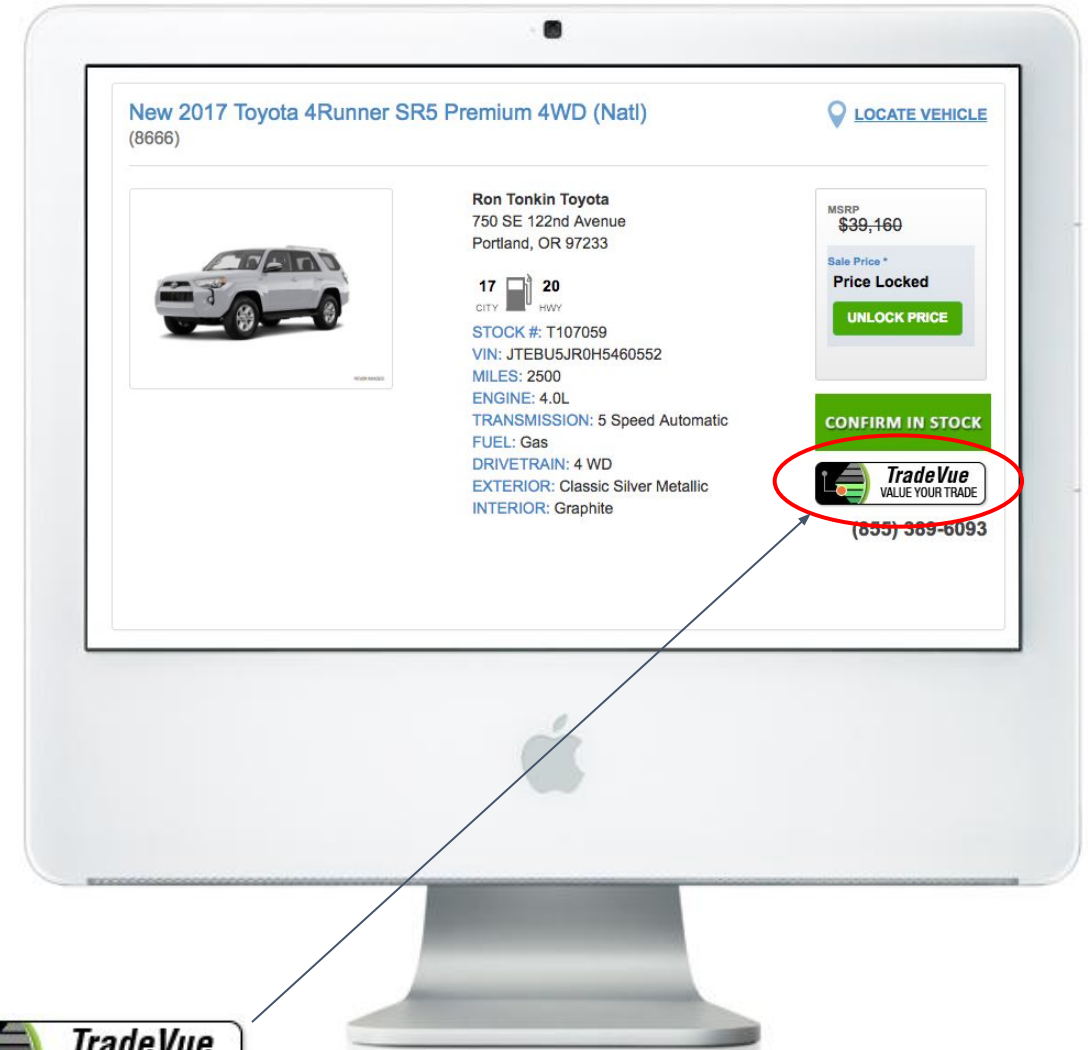 New 2017 Toyota 4Runner SR5 Premium 4WD (Natl)
(8666)
LOCATE VEHICLE
Ron Tonkin Toyota
750 SE 122nd Avenue
Portland, OR 97233
17 20
CITY HWY
STOCK #: T107059
VIN: JTEBU5JR0H5460552
MILES: 2500
ENGINE: 4.0L
TRANSMISSION: 5 Speed Automatic
FUEL: Gas
DRIVETRAIN: 4 WD
EXTERIOR: Classic Silver Metallic
INTERIOR: Graphite
MSRP
$39,160
Sale Price *
Price Locked
UNLOCK PRICE
CONFIRM IN STOCK
TradeVue
VALUE YOUR TRADE
(855) 389-6093
TradeVue